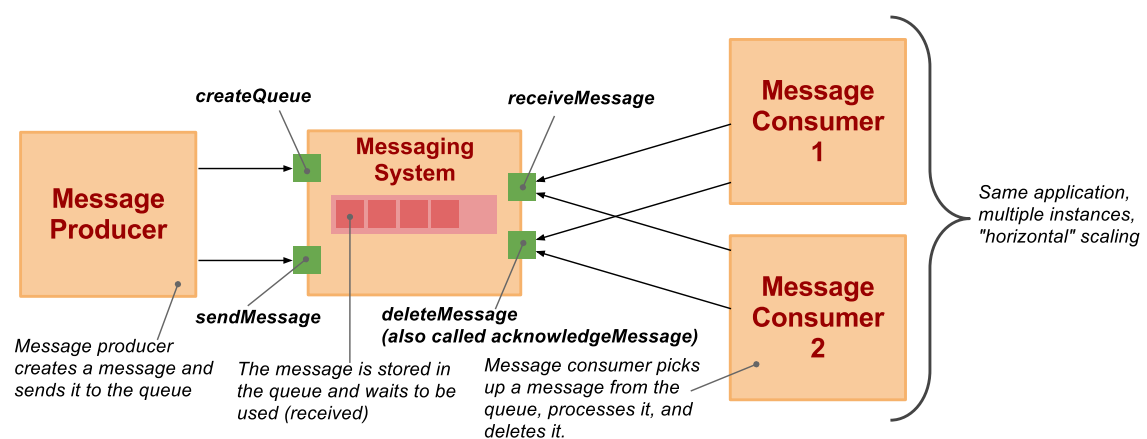 createQueue
receiveMessage
Message
Producer
Messaging
System
Message
Consumer
1
Message
Consumer
2
Same application,
multiple instances,
"horizontal" scaling
sendMessage
deleteMessage
(also called acknowledgeMessage)
Message producer
creates a message and
sends it to the queue
The message is stored in
the queue and waits to be
used (received)
Message consumer picks
up a message from the
queue, processes it, and
deletes it.